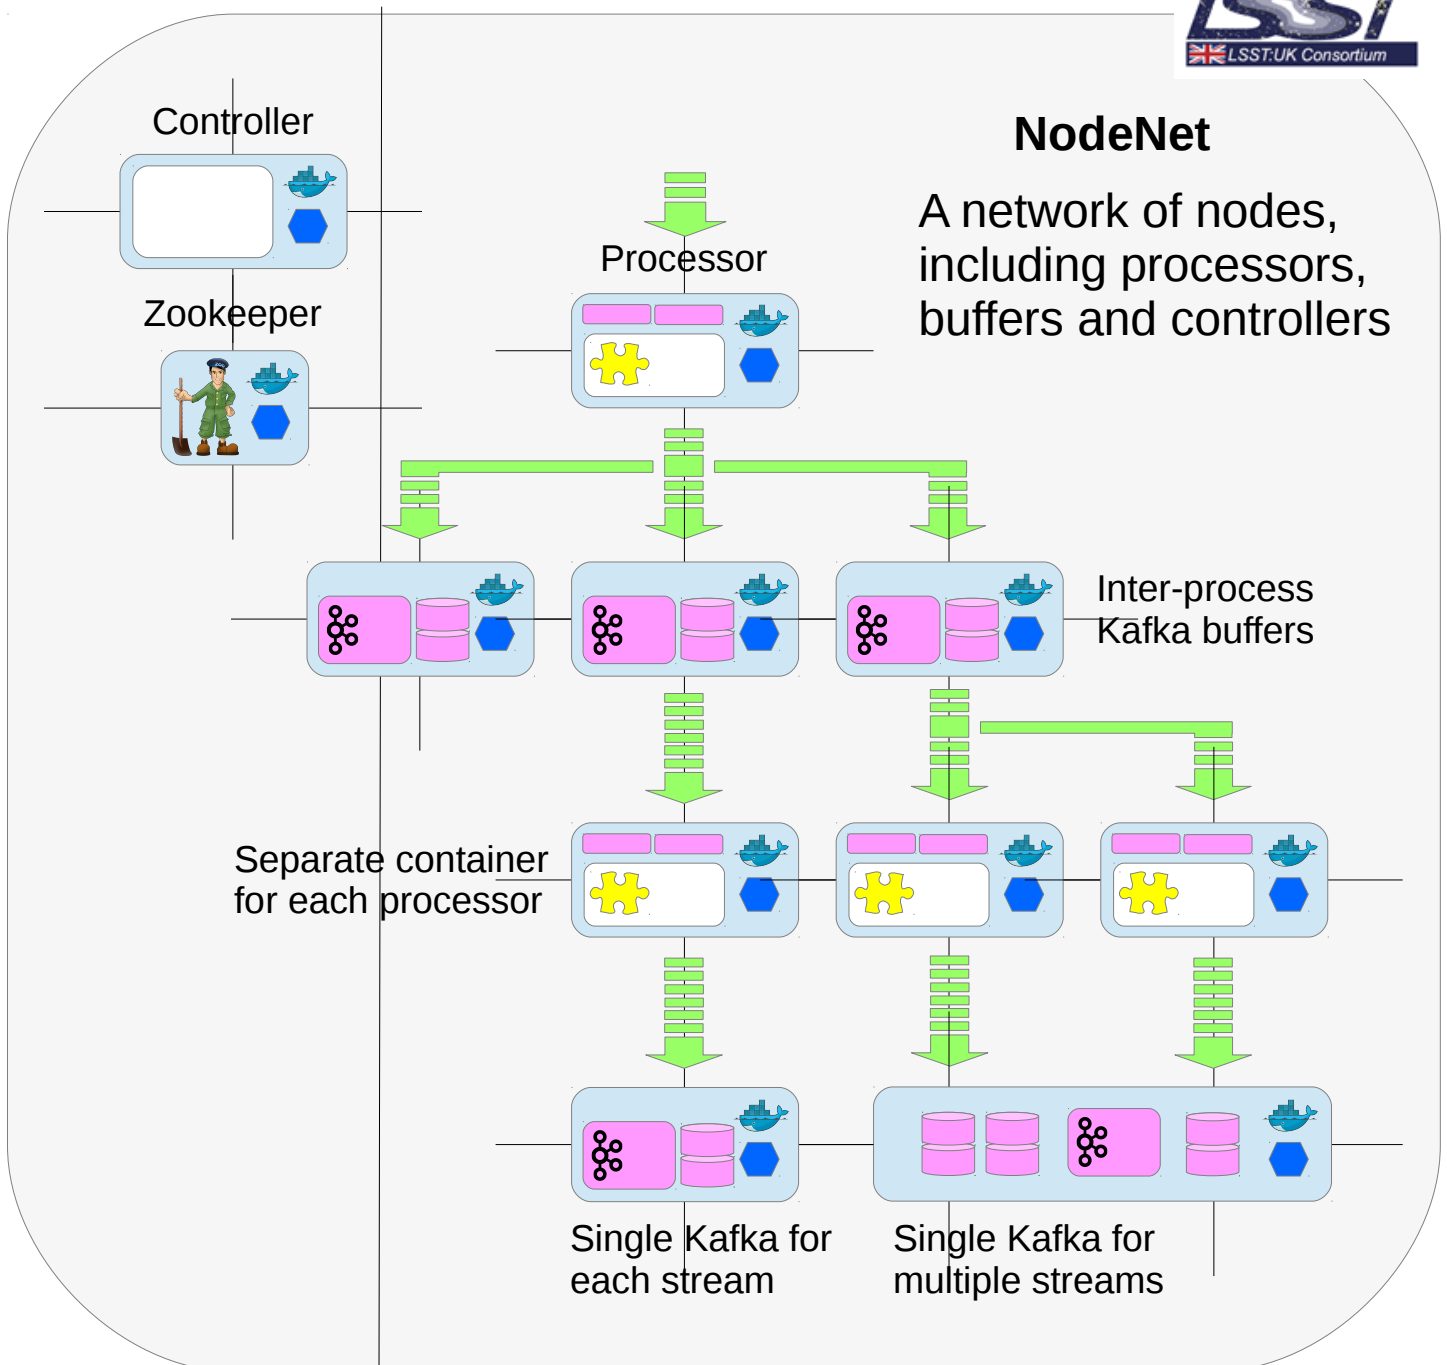 LSST
LSST:UK Consortium
NodeNet
A network of nodes,
including processors,
buffers and controllers
Controller
Zookeeper
Processor
Inter-process
Kafka buffers
Separate container
for each processor
Single Kafka for
each stream
Single Kafka for
multiple streams